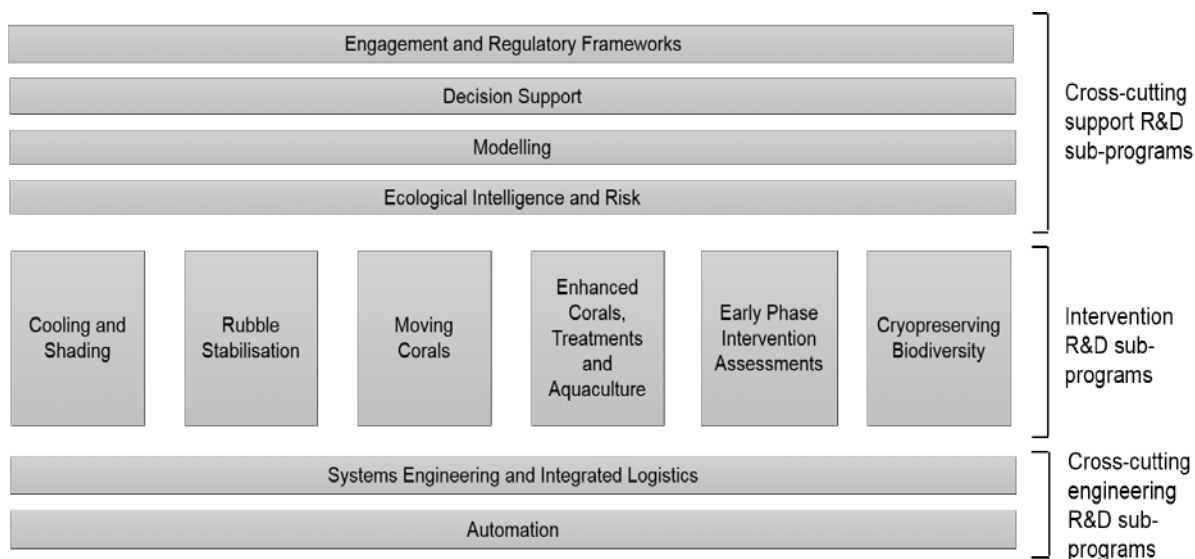 Engagement and Regulatory Frameworks
Decision Support
Modelling
Ecological Intelligence and Risk
Cross-cutting
support R&D
sub-programs
Cooling and
Shading
Rubble
Stabilisation
Moving
Corals
Enhanced
Corals,
Treatments
and
Aquaculture
Early Phase
Intervention
Assessments
Cryopreserving
Biodiversity
Intervention
R&D sub-
programs
Systems Engineering and Integrated Logistics
Automation
Cross-cutting
engineering
R&D sub-
programs